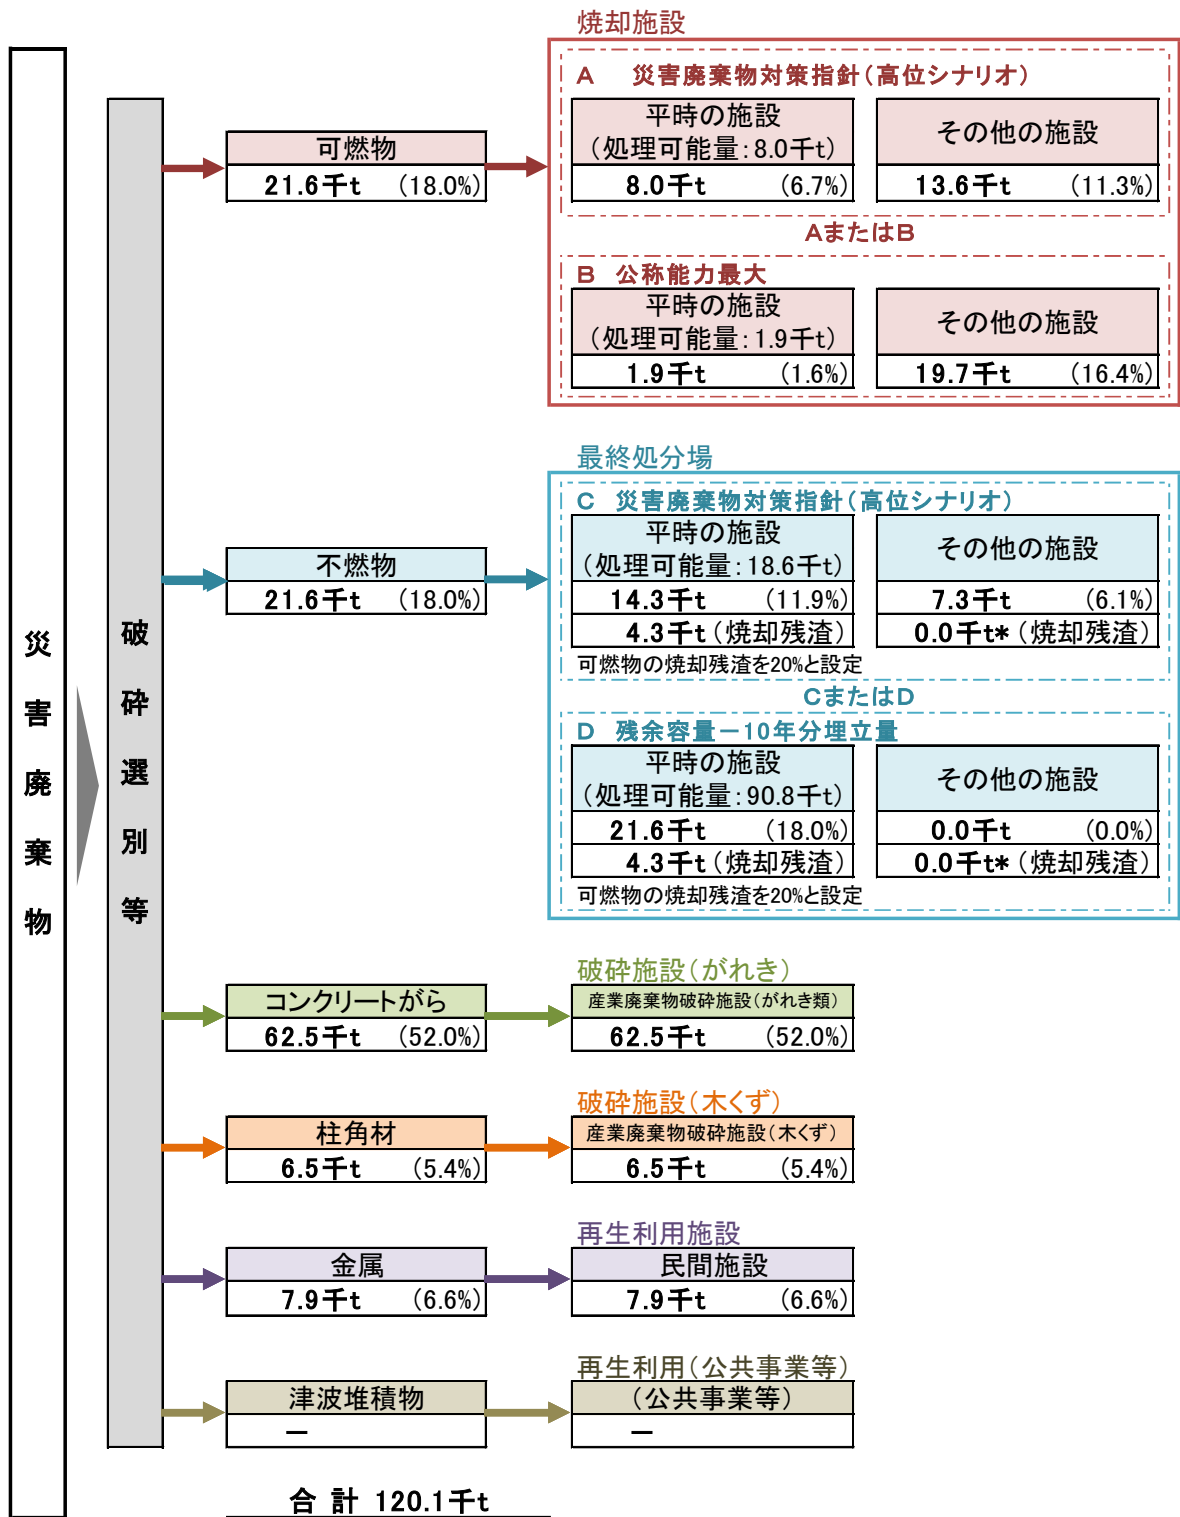 災害廃棄物
破砕選別等
焼却施設
A 災害廃棄物対策指針(高位シナリオ)
可燃物
21.6千t (18.0%)
平時の施設
(処理可能量:8.0千t)
8.0千t (6.7%)
その他の施設
13.6千t (11.3%)
AまたはB
B 公称能力最大
平時の施設
(処理可能量:1.9千t)
1.9千t (1.6%)
その他の施設
19.7千t (16.4%)
最終処分場
C 災害廃棄物対策指針(高位シナリオ)
不燃物
21.6千t (18.0%)
平時の施設
(処理可能量:18.6千t)
14.3千t (11.9%)
4.3千t(焼却残渣)
その他の施設
7.3千t (6.1%)
0.0千t*(焼却残渣)
可燃物の焼却残渣を20%と設定
CまたはD
D 残余容量-10年分埋立量
平時の施設
(処理可能量:90.8千t)
21.6千t (18.0%)
4.3千t(焼却残渣)
その他の施設
0.0千t (0.0%)
0.0千t*(焼却残渣)
可燃物の焼却残渣を20%と設定
破砕施設(がれき)
コンクリートがら
62.5千t (52.0%)
産業廃棄物破砕施設(がれき類)
62.5千t (52.0%)
破砕施設(木くず)
柱角材
6.5千t (5.4%)
産業廃棄物破砕施設(木くず)
6.5千t (5.4%)
再生利用施設
金属
7.9千t (6.6%)
民間施設
7.9千t (6.6%)
再生利用(公共事業等)
津波堆積物
-
(公共事業等)
-
合計 120.1千t